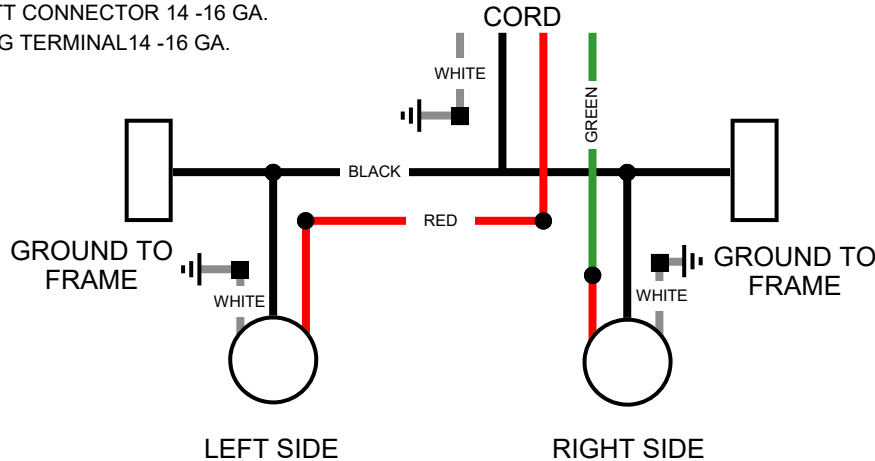 CONNECTOR 14 -16 GA.
TERMINAL14 -16 GA.
CORD
WHITE
GREEN
BLACK
RED
GROUND TO
FRAME
WHITE
GROUND TO
FRAME
WHITE
LEFT SIDE
RIGHT SIDE